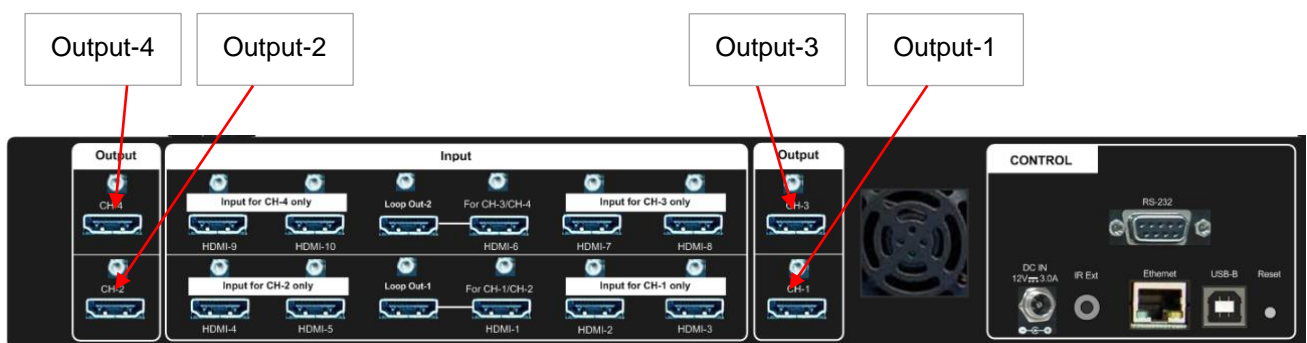 Output-4
Output-2
Output-3
Output-1
Output
Input
Output
CONTROL
CH-4
Input for CH-4 only
Loop Out-2
For CH-3/CH-4
Input for CH-3 only
CH-3
RS-232
HDMI-9
HDMI-10
HDMI-6
HDMI-7
HDMI-8
CH-2
Input for CH-2 only
Loop Out-1
For CH-1/CH-2
Input for CH-1 only
CH-1
DC IN
12V⎓3.0A
IR Ext
Ethernet
USB-B
Reset
HDMI-4
HDMI-5
HDMI-1
HDMI-2
HDMI-3